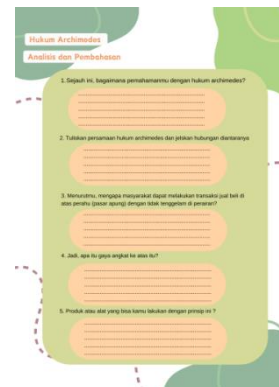 Hukum Archimedes
Analisis dan Pembahasan
1. Sejauh ini, bagaimana pemahamanmu dengan hukum archimedes?
2. Tuliskan persamaan hukum archimedes dan jelskan hubungan diantaranya
3. Menurutmu, mengapa masyarakat dapat melakukan transaksi jual beli di
atas perahu (pasar apung) dengan tidak tenggelam di perairan?
4. Jadi, apa itu gaya angkat ke atas itu?
5. Produk atau alat yang bisa kamu lakukan dengan prinsip ini ?